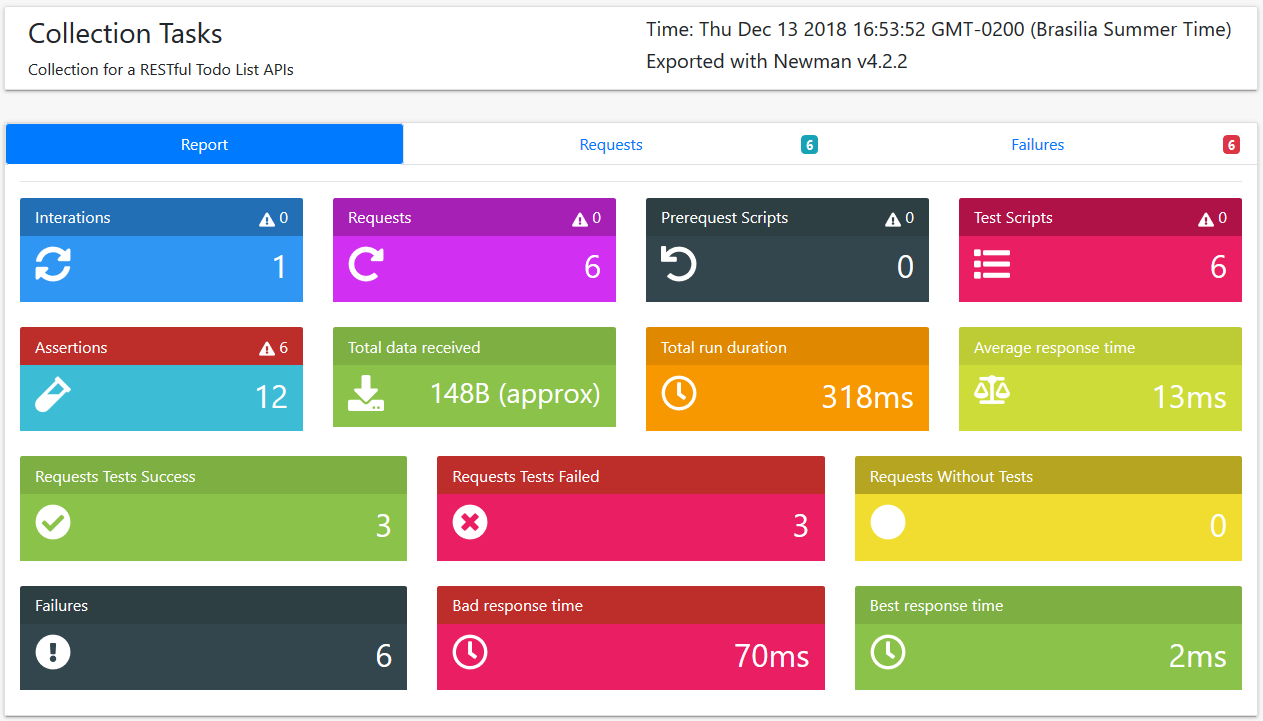 Collection Tasks
Collection for a RESTful Todo List APIs
Time: Thu Dec 13 2018 16:53:52 GMT-0200 (Brasilia Summer Time)
Exported with Newman v4.2.2
Report
Requests 6
Failures 6
Interations 0
1
Requests 0
6
Prerequest Scripts 0
0
Test Scripts 0
6
Assertions 6
12
Total data received
148B (approx)
Total run duration
318ms
Average response time
13ms
Requests Tests Success
3
Requests Tests Failed
3
Requests Without Tests
0
Failures
6
Bad response time
70ms
Best response time
2ms